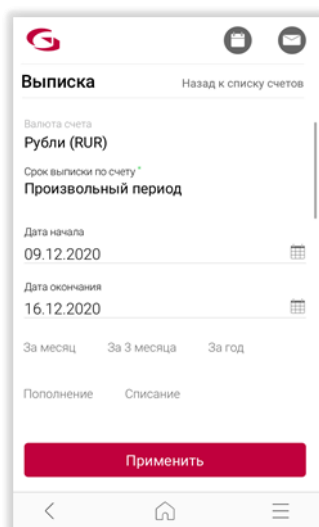 G
Выписка
Назад к списку счетов
Валюта счета
Рубли (RUR)
Срок выписки по счету *
Произвольный период
Дата начала
09.12.2020
Дата окончания
16.12.2020
За месяц За 3 месяца За год
Пополнение Списание
Применить